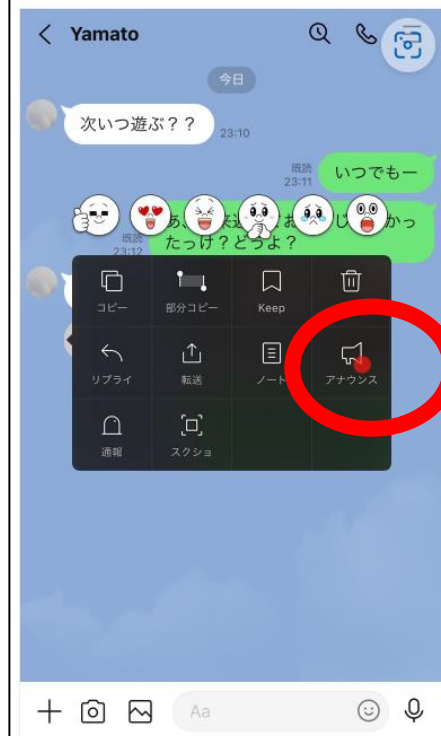 Yamato
今日
次いつ遊ぶ？？
23:10
既読
23:11
いつでもー
既読
23:12
かっ
たっけ？どうよ？
コピー
部分コピー
Keep
リプライ
転送
ノート
アナウンス
通報
スクショ
Aa